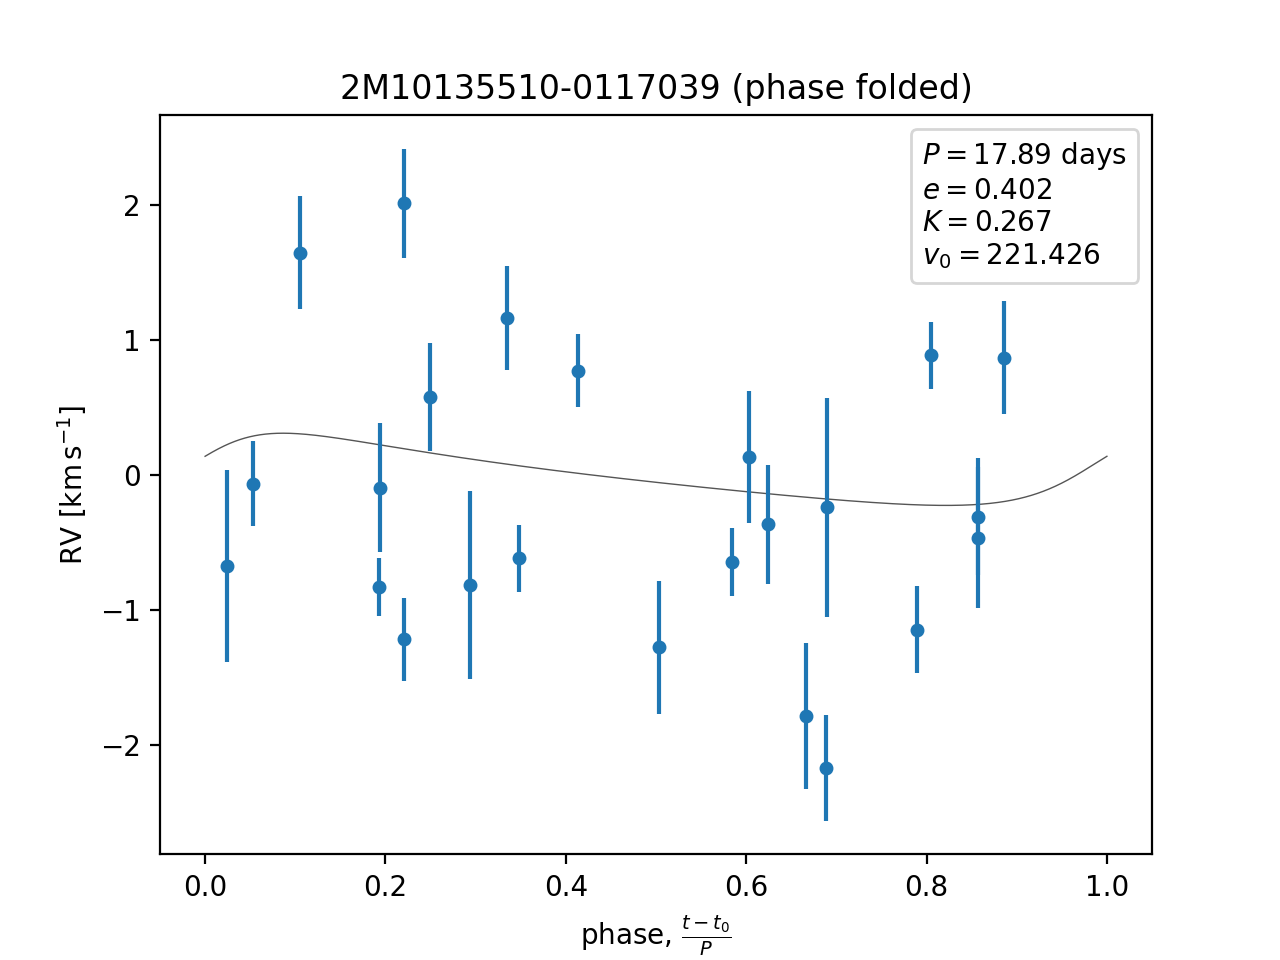 2M10135510-0117039 (phase folded)
P = 17.89 days
e = 0.402
K = 0.267
v₀ = 221.426
2
1
0
−1
−2
RV [km s⁻¹]
0.0 0.2 0.4 0.6 0.8 1.0
phase, (t − t₀)/P